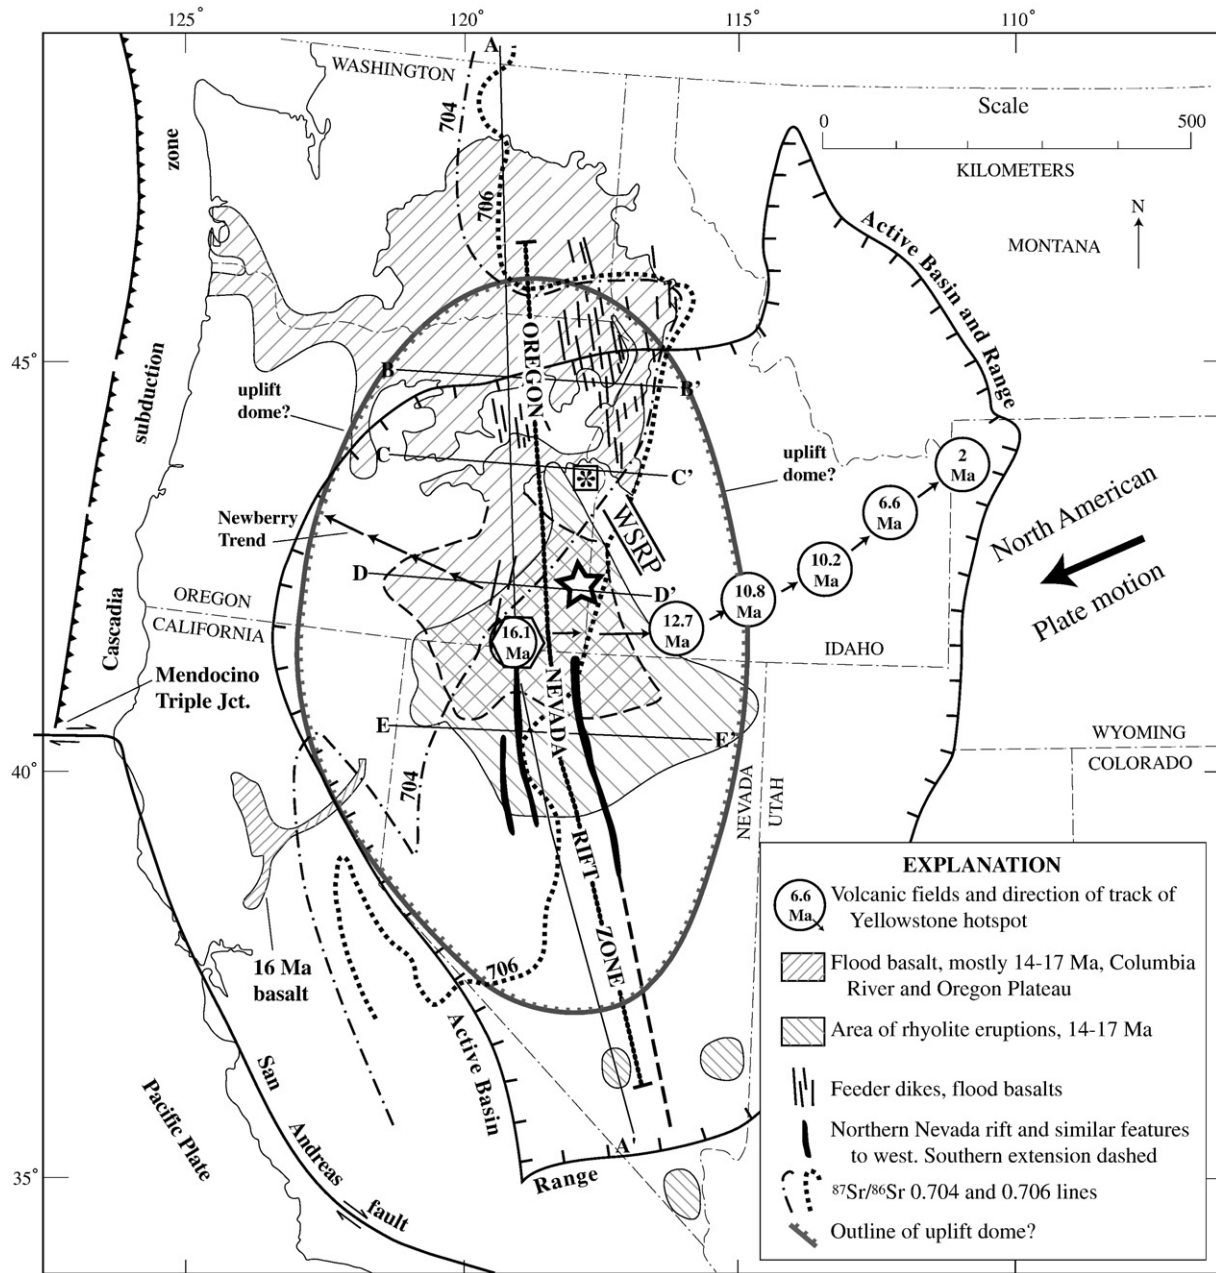 125°
120°
115°
110°
A
WASHINGTON
704
zone
706
Scale
0
500
KILOMETERS
N
MONTANA
Active Basin and Range
45°
subduction
uplift
dome?
OREGON
B
B'
C
C'
uplift
dome?
2
Ma
6.6
Ma
10.2
Ma
10.8
Ma
12.7
Ma
16.1
Ma
North American
Plate motion
Newberry
Trend
WSRP
*
D
D'
OREGON
CALIFORNIA
Cascadia
IDAHO
Mendocino
Triple Jct.
NEVADA
E
E'
WYOMING
COLORADO
40°
704
NEVADA
UTAH
RIFT
ZONE
706
16 Ma
basalt
Active Basin
Range
A'
San
Andreas
fault
Pacific Plate
35°
EXPLANATION
6.6
Ma
Volcanic fields and direction of track of
Yellowstone hotspot
Flood basalt, mostly 14-17 Ma, Columbia
River and Oregon Plateau
Area of rhyolite eruptions, 14-17 Ma
Feeder dikes, flood basalts
Northern Nevada rift and similar features
to west. Southern extension dashed
⁸⁷Sr/⁸⁶Sr 0.704 and 0.706 lines
Outline of uplift dome?